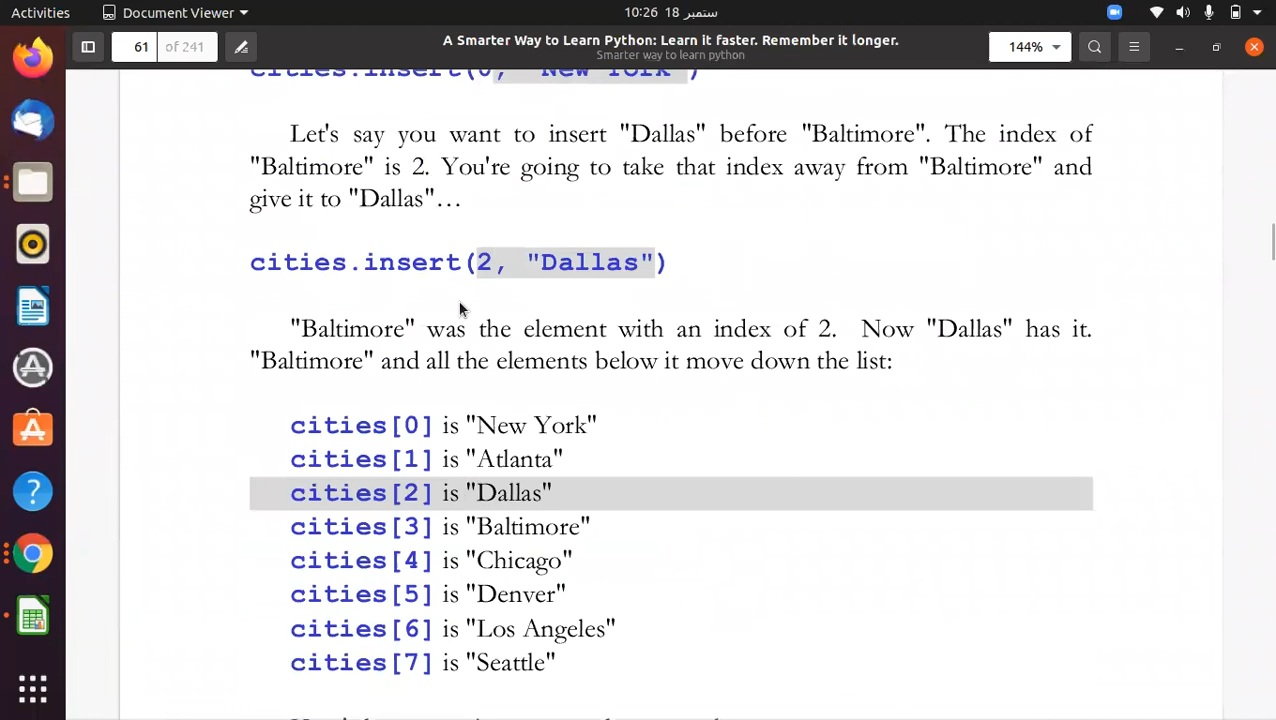 Activities
Document Viewer
10:26 ستمبر 18
61
of 241
A Smarter Way to Learn Python: Learn it faster. Remember it longer.
Smarter way to learn python
144%
cities.insert(0, "New York")
Let's say you want to insert "Dallas" before "Baltimore". The index of
"Baltimore" is 2. You're going to take that index away from "Baltimore" and
give it to "Dallas"…
cities.insert(2, "Dallas")
"Baltimore" was the element with an index of 2. Now "Dallas" has it.
"Baltimore" and all the elements below it move down the list:
cities[0] is "New York"
cities[1] is "Atlanta"
cities[2] is "Dallas"
cities[3] is "Baltimore"
cities[4] is "Chicago"
cities[5] is "Denver"
cities[6] is "Los Angeles"
cities[7] is "Seattle"